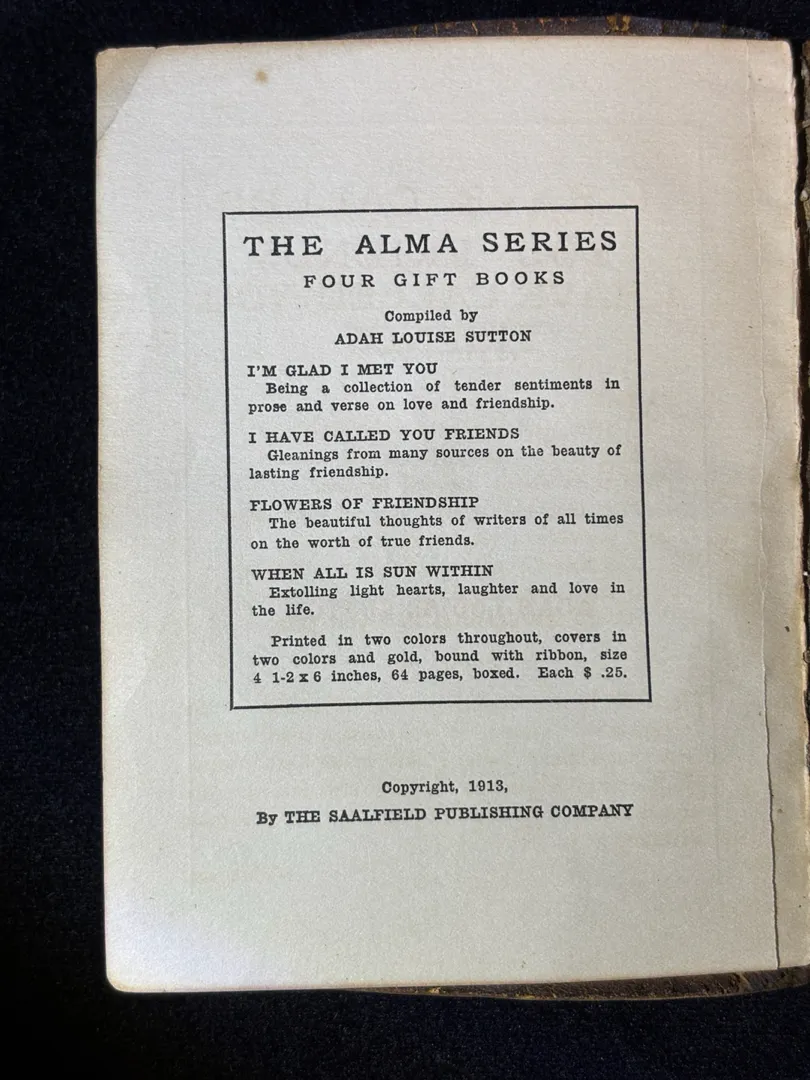 THE ALMA SERIES
FOUR GIFT BOOKS
Compiled by
ADAH LOUISE SUTTON
I'M GLAD I MET YOU
Being a collection of tender sentiments in
prose and verse on love and friendship.
I HAVE CALLED YOU FRIENDS
Gleanings from many sources on the beauty of
lasting friendship.
FLOWERS OF FRIENDSHIP
The beautiful thoughts of writers of all times
on the worth of true friends.
WHEN ALL IS SUN WITHIN
Extolling light hearts, laughter and love in
the life.
Printed in two colors throughout, covers in
two colors and gold, bound with ribbon, size
4 1-2 x 6 inches, 64 pages, boxed. Each $ .25.
Copyright, 1913,
By THE SAALFIELD PUBLISHING COMPANY